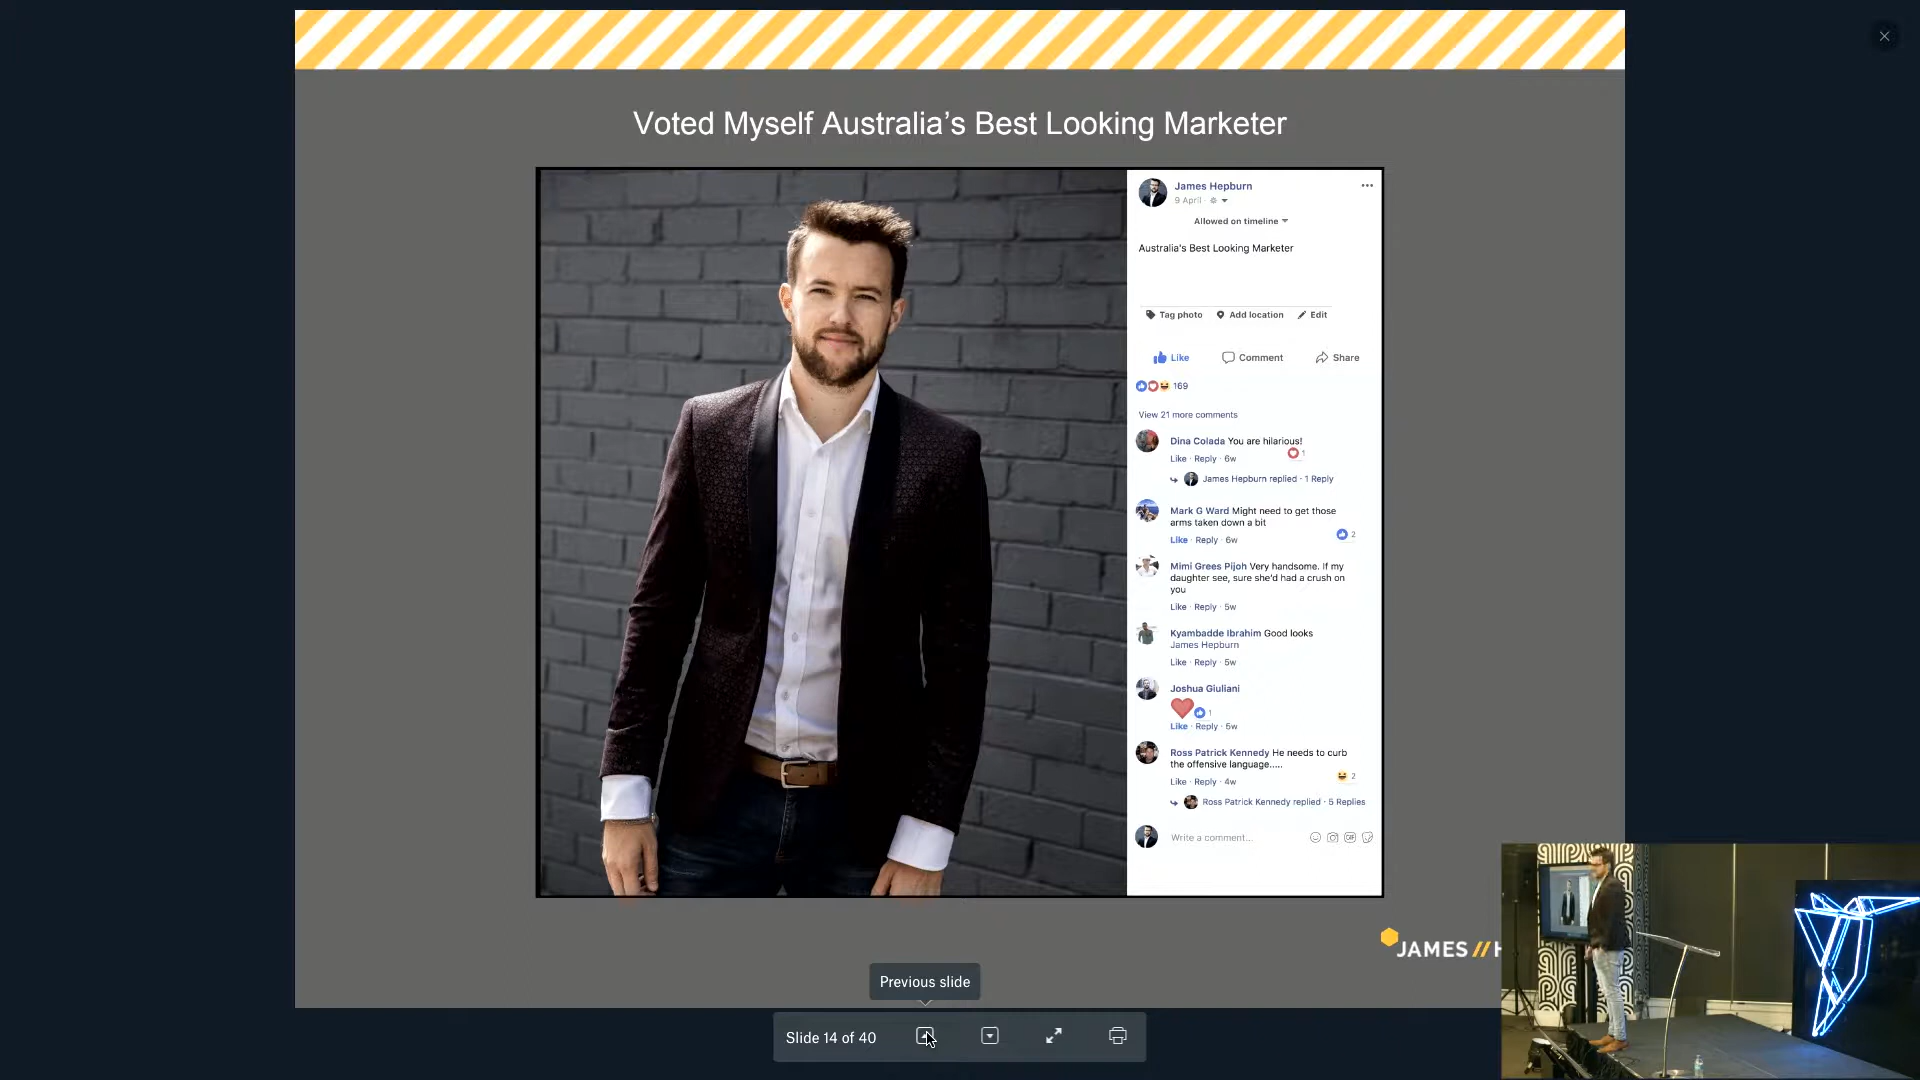 Voted Myself Australia's Best Looking Marketer
James Hepburn
9 April
Allowed on timeline
Australia's Best Looking Marketer
Tag photo Add location Edit
Like Comment Share
169
View 21 more comments
Dina Colada You are hilarious!
1
Like · Reply · 6w
James Hepburn replied · 1 Reply
Mark G Ward Might need to get those
arms taken down a bit
2
Like · Reply · 6w
Mimi Grees Pijoh Very handsome. If my
daughter see, sure she'd had a crush on
you
Like · Reply · 5w
Kyambadde Ibrahim Good looks
James Hepburn
Like · Reply · 5w
Joshua Giuliani
1
Like · Reply · 5w
Ross Patrick Kennedy He needs to curb
the offensive language.....
2
Like · Reply · 4w
Ross Patrick Kennedy replied · 5 Replies
Write a comment...
GIF
JAMES // H
Previous slide
Slide 14 of 40